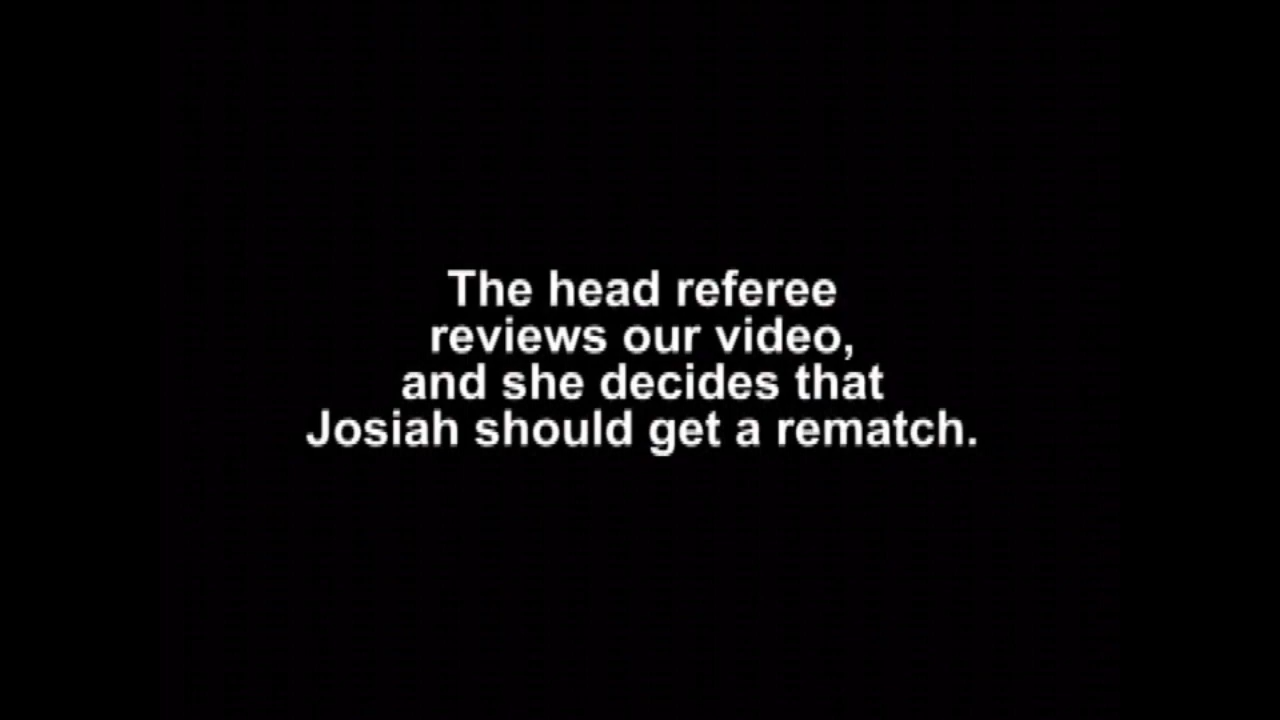 The head referee
reviews our video,
and she decides that
Josiah should get a rematch.